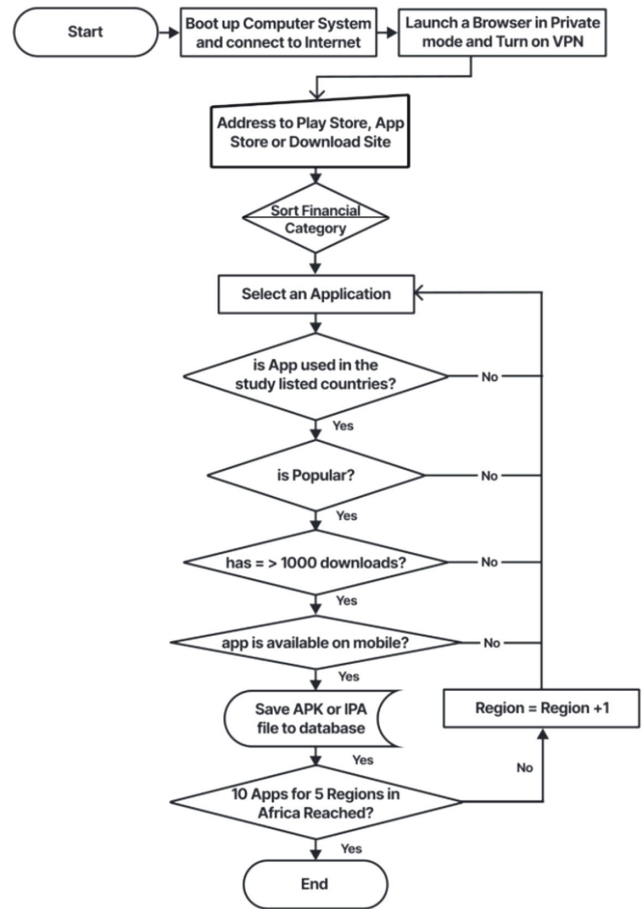 Start
Boot up Computer System
and connect to Internet
Launch a Browser in Private
mode and Turn on VPN
Address to Play Store, App
Store or Download Site
Sort Financial
Category
Select an Application
is App used in the
study listed countries?
No
Yes
is Popular?
No
Yes
has = > 1000 downloads?
No
Yes
app is available on mobile?
No
Yes
Save APK or IPA
file to database
Region = Region +1
Yes
No
10 Apps for 5 Regions in
Africa Reached?
Yes
End